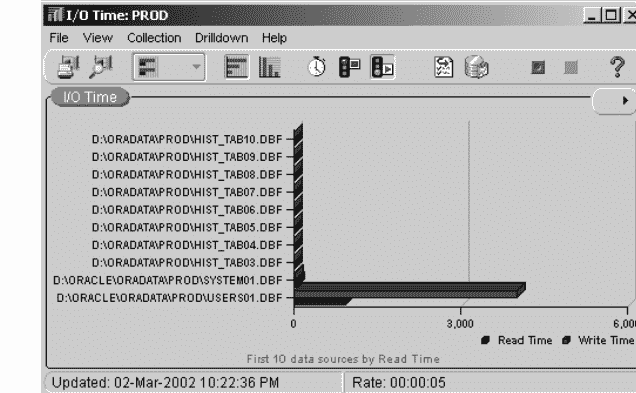 I/O Time: PROD
File View Collection Drilldown Help
I/O Time
D:\ORADATA\PROD\HIST_TAB10.DBF
D:\ORADATA\PROD\HIST_TAB09.DBF
D:\ORADATA\PROD\HIST_TAB08.DBF
D:\ORADATA\PROD\HIST_TAB07.DBF
D:\ORADATA\PROD\HIST_TAB06.DBF
D:\ORADATA\PROD\HIST_TAB05.DBF
D:\ORADATA\PROD\HIST_TAB04.DBF
D:\ORADATA\PROD\HIST_TAB03.DBF
D:\ORACLE\ORADATA\PROD\SYSTEM01.DBF
D:\ORACLE\ORADATA\PROD\USERS01.DBF
0 3,000
Read Time Write Time
First 10 data sources by Read Time
Updated: 02-Mar-2002 10:22:36 PM Rate: 00:00:05